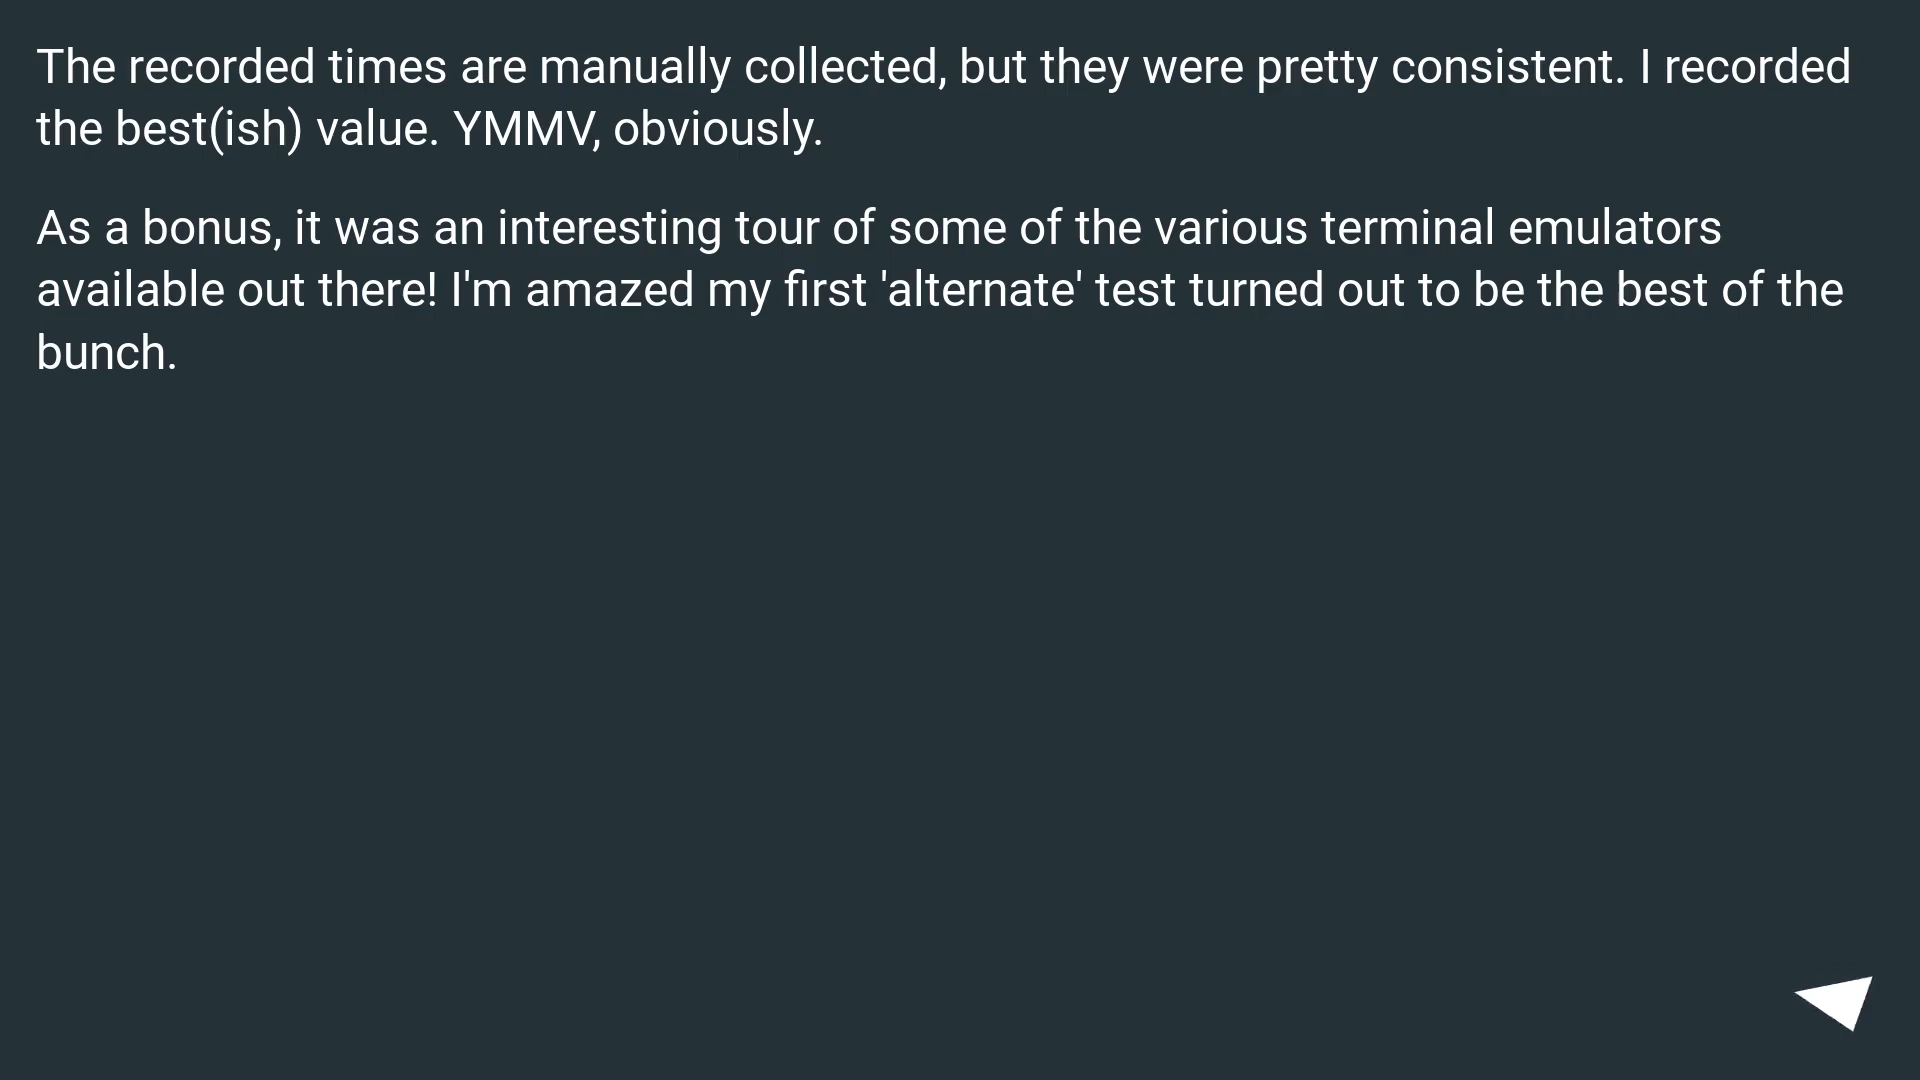 The recorded times are manually collected, but they were pretty consistent. I recorded
the best(ish) value. YMMV, obviously.
As a bonus, it was an interesting tour of some of the various terminal emulators
available out there! I'm amazed my first 'alternate' test turned out to be the best of the
bunch.